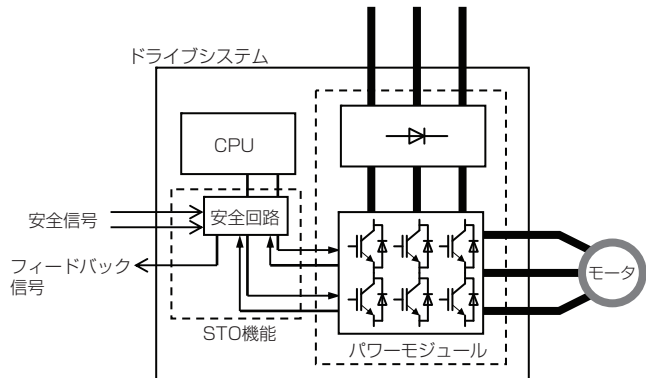 ドライブシステム
CPU
安全信号
安全回路
フィードバック
信号
モータ
STO機能
パワーモジュール